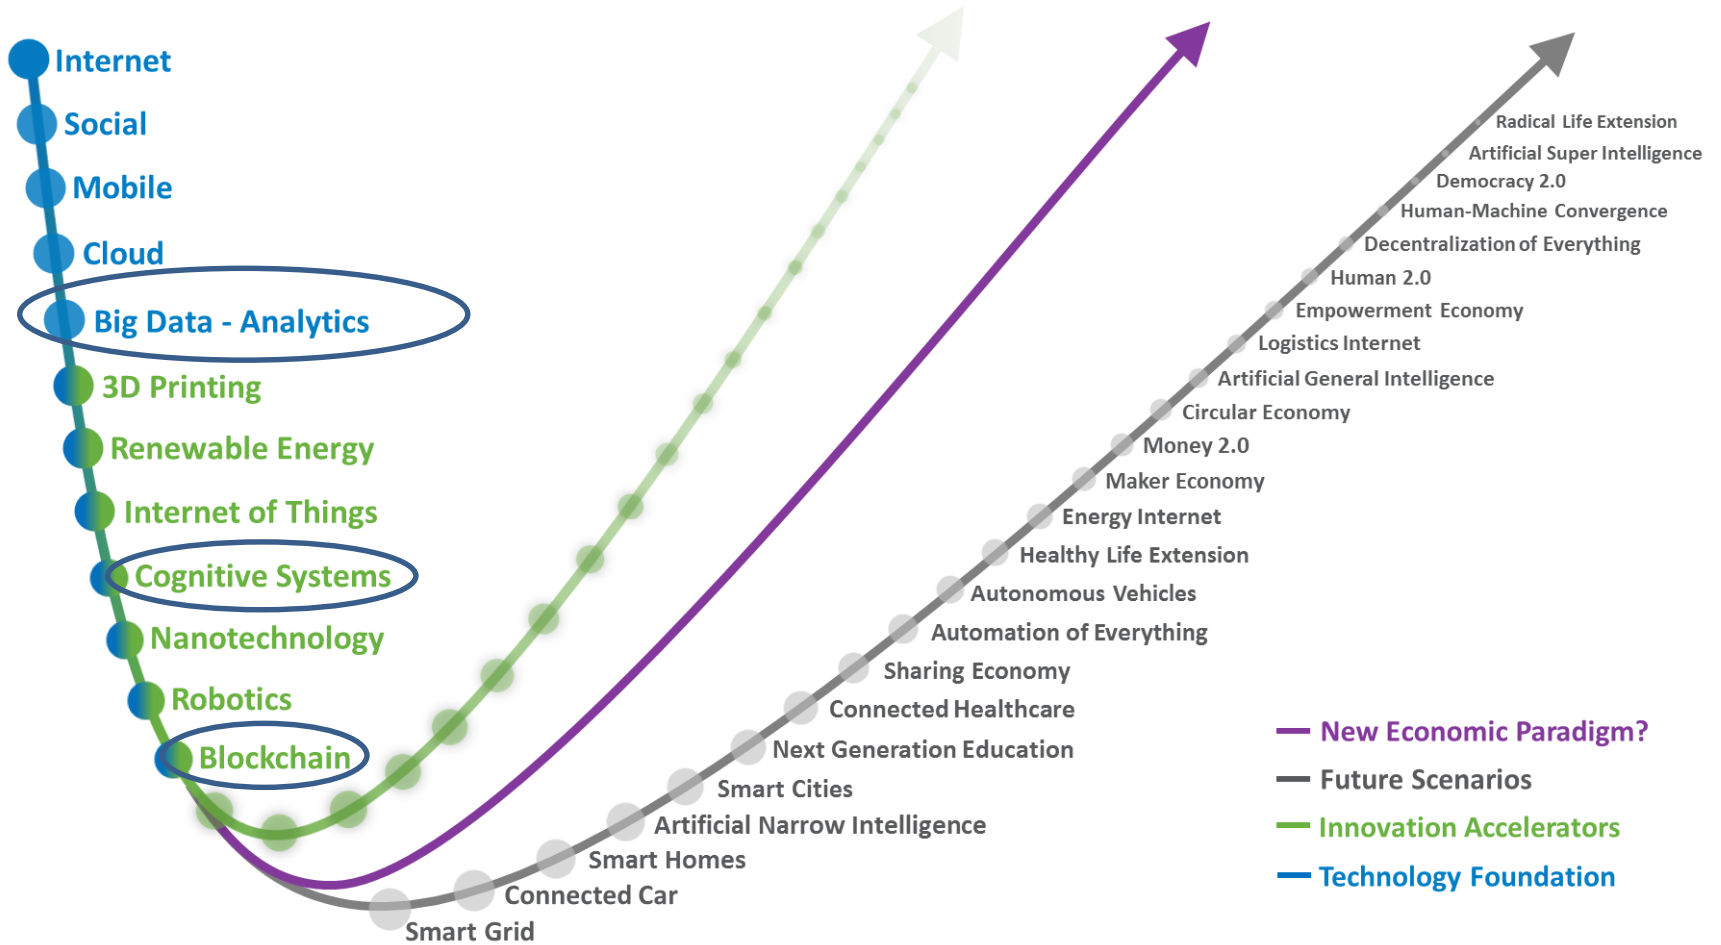 Internet
Social
Mobile
Cloud
Big Data - Analytics
3D Printing
Renewable Energy
Internet of Things
Cognitive Systems
Nanotechnology
Robotics
Blockchain
Radical Life Extension
Artificial Super Intelligence
Democracy 2.0
Human-Machine Convergence
Decentralization of Everything
Human 2.0
Empowerment Economy
Logistics Internet
Artificial General Intelligence
Circular Economy
Money 2.0
Maker Economy
Energy Internet
Healthy Life Extension
Autonomous Vehicles
Automation of Everything
Sharing Economy
Connected Healthcare
Next Generation Education
Smart Cities
Artificial Narrow Intelligence
Smart Homes
Connected Car
Smart Grid
New Economic Paradigm?
Future Scenarios
Innovation Accelerators
Technology Foundation